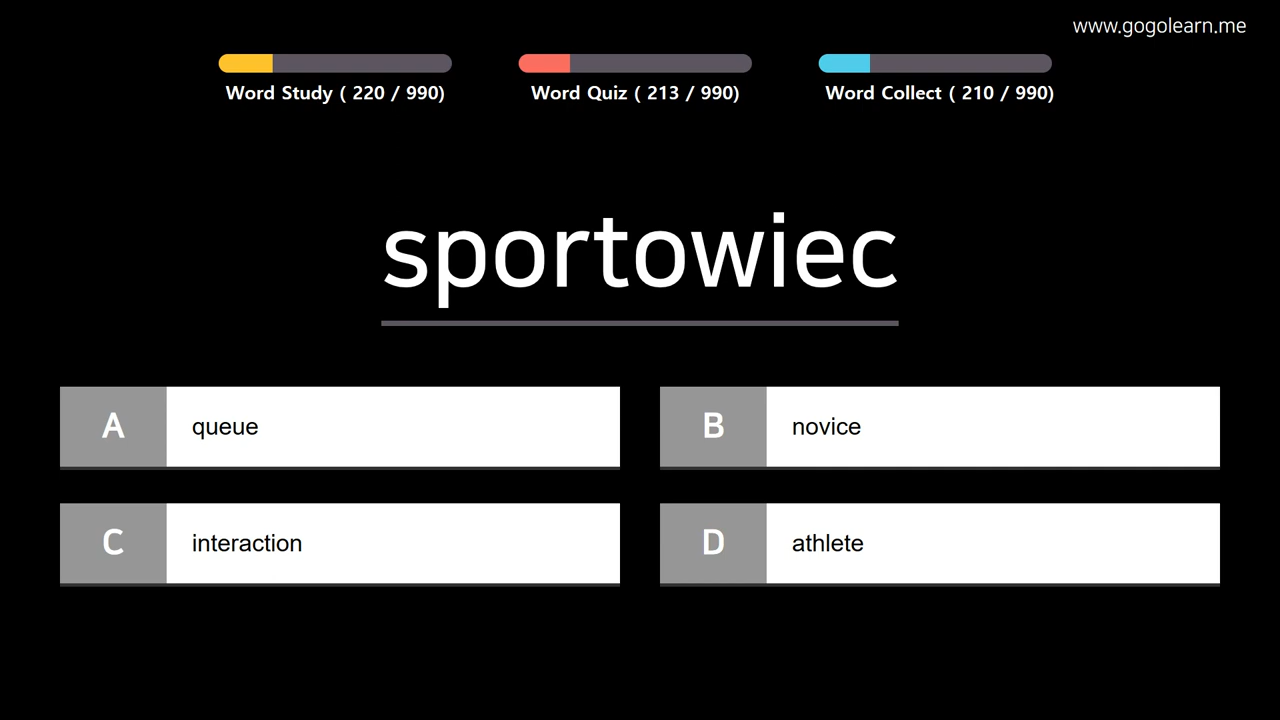 www.gogolearn.me
Word Study ( 220 / 990)
Word Quiz ( 213 / 990)
Word Collect ( 210 / 990)
sportowiec
A queue
B novice
C interaction
D athlete